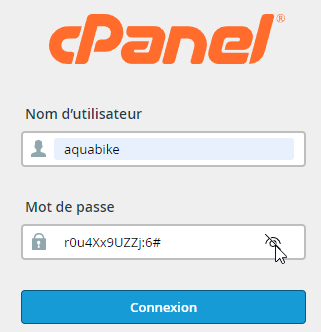 cPanel®
Nom d'utilisateur
aquabike
Mot de passe
r0u4Xx9UZZj:6#
Connexion